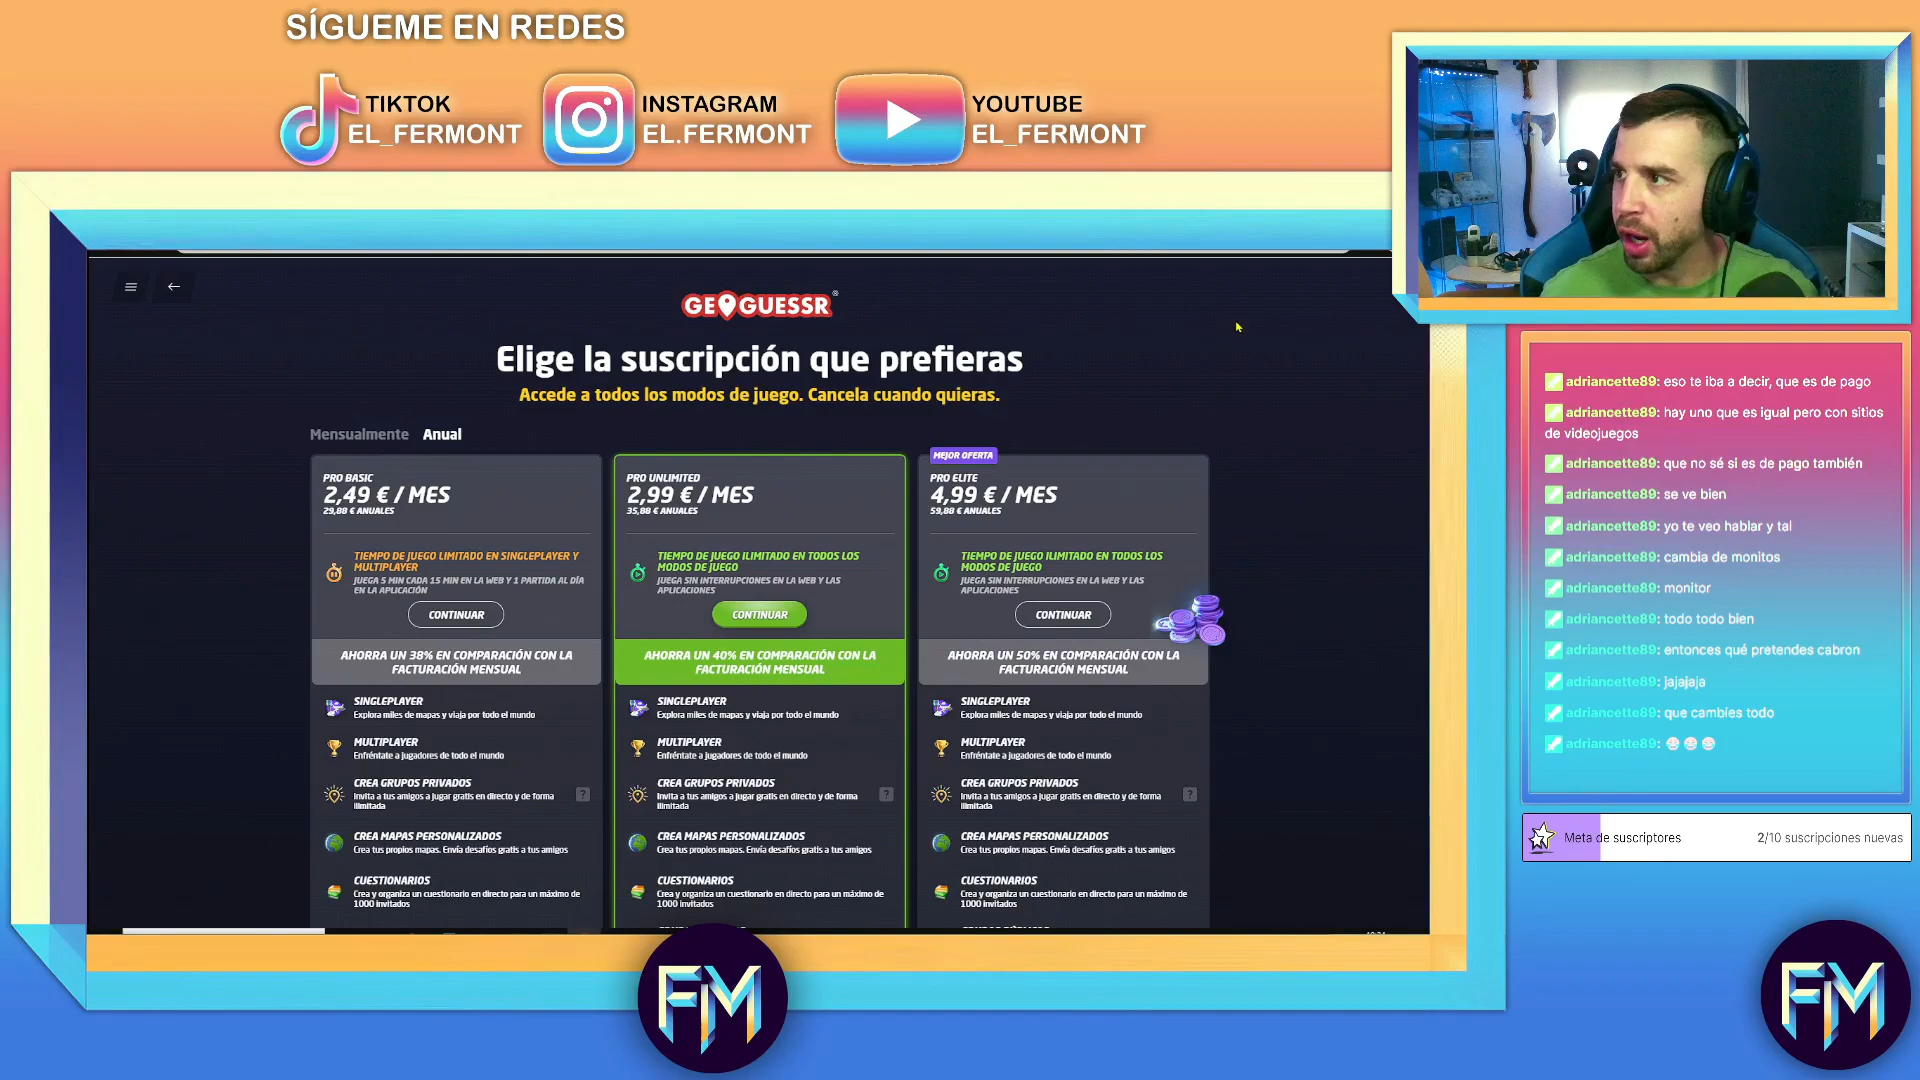 SÍGUEME EN REDES
TIKTOK
EL_FERMONT
INSTAGRAM
EL.FERMONT
YOUTUBE
EL_FERMONT
GEOGUESSR
Elige la suscripción que prefieras
Accede a todos los modos de juego. Cancela cuando quieras.
Mensualmente Anual
PRO BASIC
2,49 € / MES
29,88 € ANUALES
TIEMPO DE JUEGO LIMITADO EN SINGLEPLAYER Y
MULTIPLAYER
JUEGA 5 MIN CADA 15 MIN EN LA WEB Y 1 PARTIDA AL DÍA
EN LA APLICACIÓN
CONTINUAR
AHORRA UN 38% EN COMPARACIÓN CON LA
FACTURACIÓN MENSUAL
SINGLEPLAYER
Explora miles de mapas y viaja por todo el mundo
MULTIPLAYER
Enfréntate a jugadores de todo el mundo
CREA GRUPOS PRIVADOS
Invita a tus amigos a jugar gratis en directo y de forma
ilimitada
?
CREA MAPAS PERSONALIZADOS
Crea tus propios mapas. Envía desafíos gratis a tus amigos
CUESTIONARIOS
Crea y organiza un cuestionario en directo para un máximo de
1000 invitados
PRO UNLIMITED
2,99 € / MES
35,88 € ANUALES
TIEMPO DE JUEGO ILIMITADO EN TODOS LOS
MODOS DE JUEGO
JUEGA SIN INTERRUPCIONES EN LA WEB Y LAS
APLICACIONES
CONTINUAR
AHORRA UN 40% EN COMPARACIÓN CON LA
FACTURACIÓN MENSUAL
SINGLEPLAYER
Explora miles de mapas y viaja por todo el mundo
MULTIPLAYER
Enfréntate a jugadores de todo el mundo
CREA GRUPOS PRIVADOS
Invita a tus amigos a jugar gratis en directo y de forma
ilimitada
?
CREA MAPAS PERSONALIZADOS
Crea tus propios mapas. Envía desafíos gratis a tus amigos
CUESTIONARIOS
Crea y organiza un cuestionario en directo para un máximo de
1000 invitados
MEJOR OFERTA
PRO ELITE
4,99 € / MES
59,88 € ANUALES
TIEMPO DE JUEGO ILIMITADO EN TODOS LOS
MODOS DE JUEGO
JUEGA SIN INTERRUPCIONES EN LA WEB Y LAS
APLICACIONES
CONTINUAR
AHORRA UN 50% EN COMPARACIÓN CON LA
FACTURACIÓN MENSUAL
SINGLEPLAYER
Explora miles de mapas y viaja por todo el mundo
MULTIPLAYER
Enfréntate a jugadores de todo el mundo
CREA GRUPOS PRIVADOS
Invita a tus amigos a jugar gratis en directo y de forma
ilimitada
?
CREA MAPAS PERSONALIZADOS
Crea tus propios mapas. Envía desafíos gratis a tus amigos
CUESTIONARIOS
Crea y organiza un cuestionario en directo para un máximo de
1000 invitados
adriancette89: eso te iba a decir, que es de pago
adriancette89: hay uno que es igual pero con sitios
de videojuegos
adriancette89: que no sé si es de pago también
adriancette89: se ve bien
adriancette89: yo te veo hablar y tal
adriancette89: cambia de monitos
adriancette89: monitor
adriancette89: todo todo bien
adriancette89: entonces qué pretendes cabron
adriancette89: jajajaja
adriancette89: que cambies todo
adriancette89: 😂 😂 😂
Meta de suscriptores 2/10 suscripciones nuevas
FM
FM